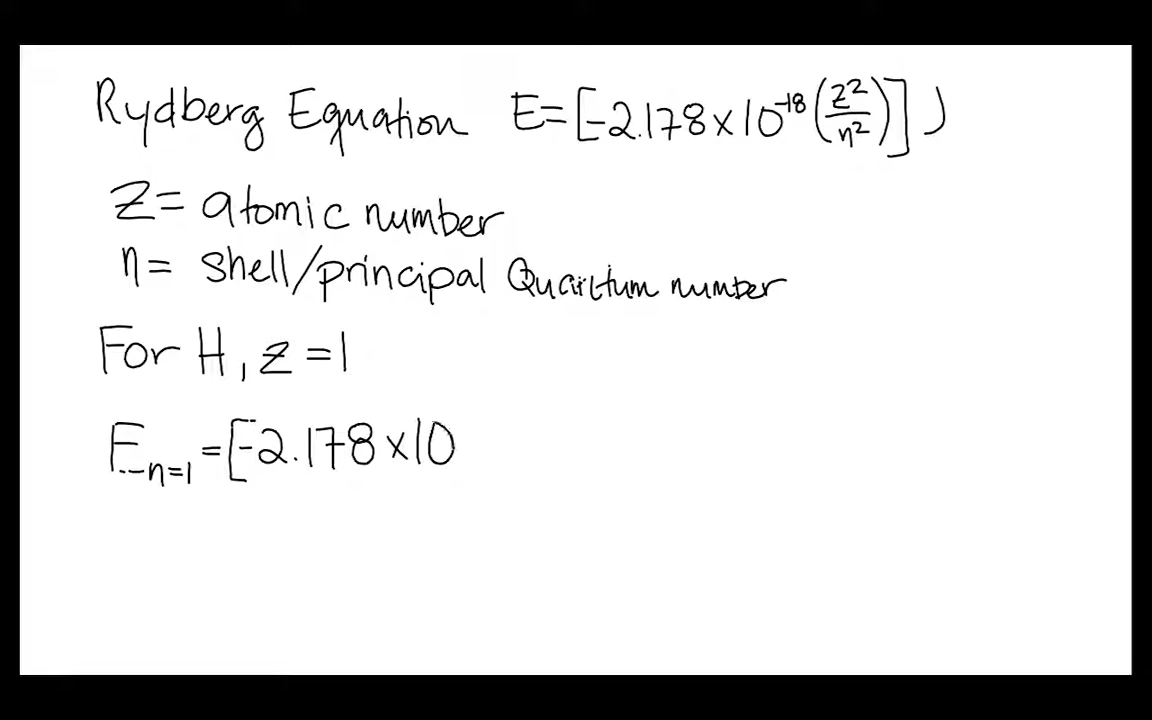 Rydberg Equation E=[-2.178×10⁻¹⁸(z²/n²)] J
z= atomic number
n= shell/principal Quantum number
For H, z=1
Eₙ₌₁=[-2.178×10